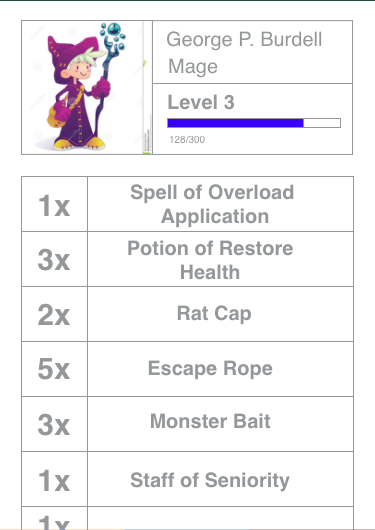 George P. Burdell
Mage
Level 3
128/300
1x
Spell of Overload
Application
3x
Potion of Restore
Health
2x
Rat Cap
5x
Escape Rope
3x
Monster Bait
1x
Staff of Seniority
1x